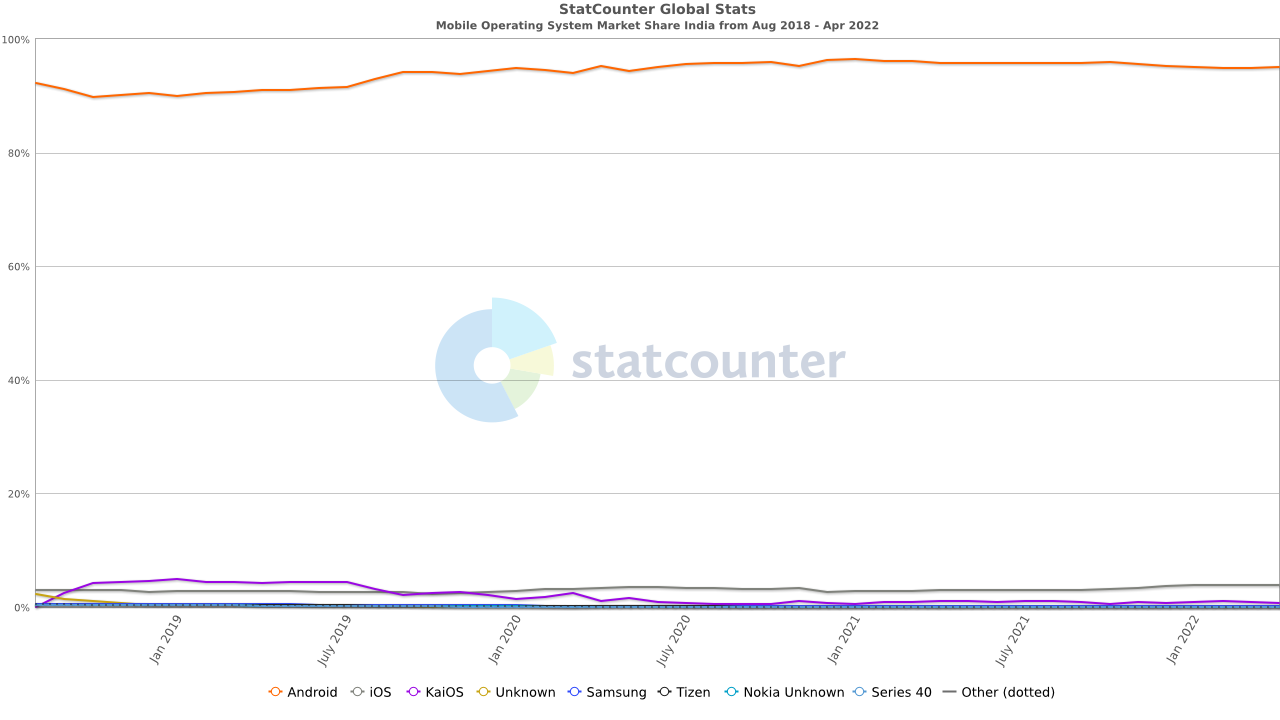 StatCounter Global Stats
Mobile Operating System Market Share India from Aug 2018 - Apr 2022
100%
80%
60%
statcounter
40%
20%
0%
Jan 2019
July 2019
Jan 2020
July 2020
Jan 2021
July 2021
Jan 2022
Android iOS KaiOS Unknown Samsung Tizen Nokia Unknown Series 40 Other (dotted)